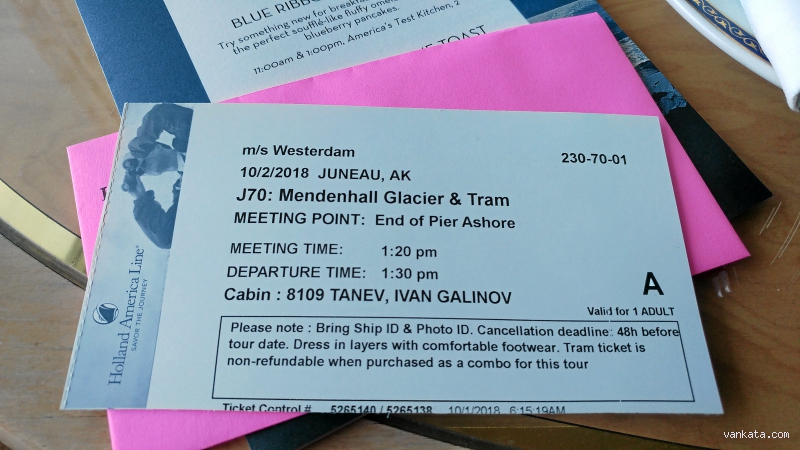 BLUE RIBBO
Try something new for breakfa
the perfect soufflé-like fluffy ome
blueberry pancakes.
11:00am & 1:00pm, America's Test Kitchen, 2
TOAST
m/s Westerdam
230-70-01
10/2/2018 JUNEAU, AK
J70: Mendenhall Glacier & Tram
MEETING POINT: End of Pier Ashore
MEETING TIME: 1:20 pm
DEPARTURE TIME: 1:30 pm
A
Cabin : 8109 TANEV, IVAN GALINOV
Valid for 1 ADULT
Please note : Bring Ship ID & Photo ID. Cancellation deadline: 48h before
tour date. Dress in layers with comfortable footwear. Tram ticket is
non-refundable when purchased as a combo for this tour
Ticket Control # 5265140 / 5265138 10/1/2018 6:15:19AM
Holland America Line®
SAVOR THE JOURNEY
vankata.com